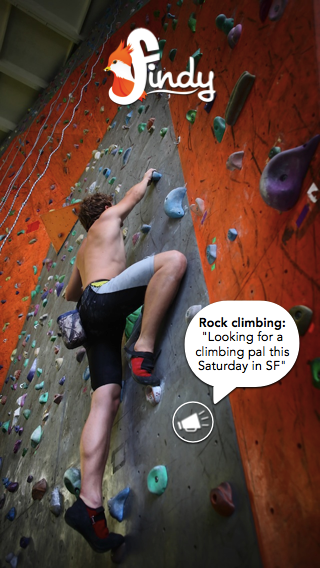 findy
Rock climbing:
"Looking for a
climbing pal this
Saturday in SF"